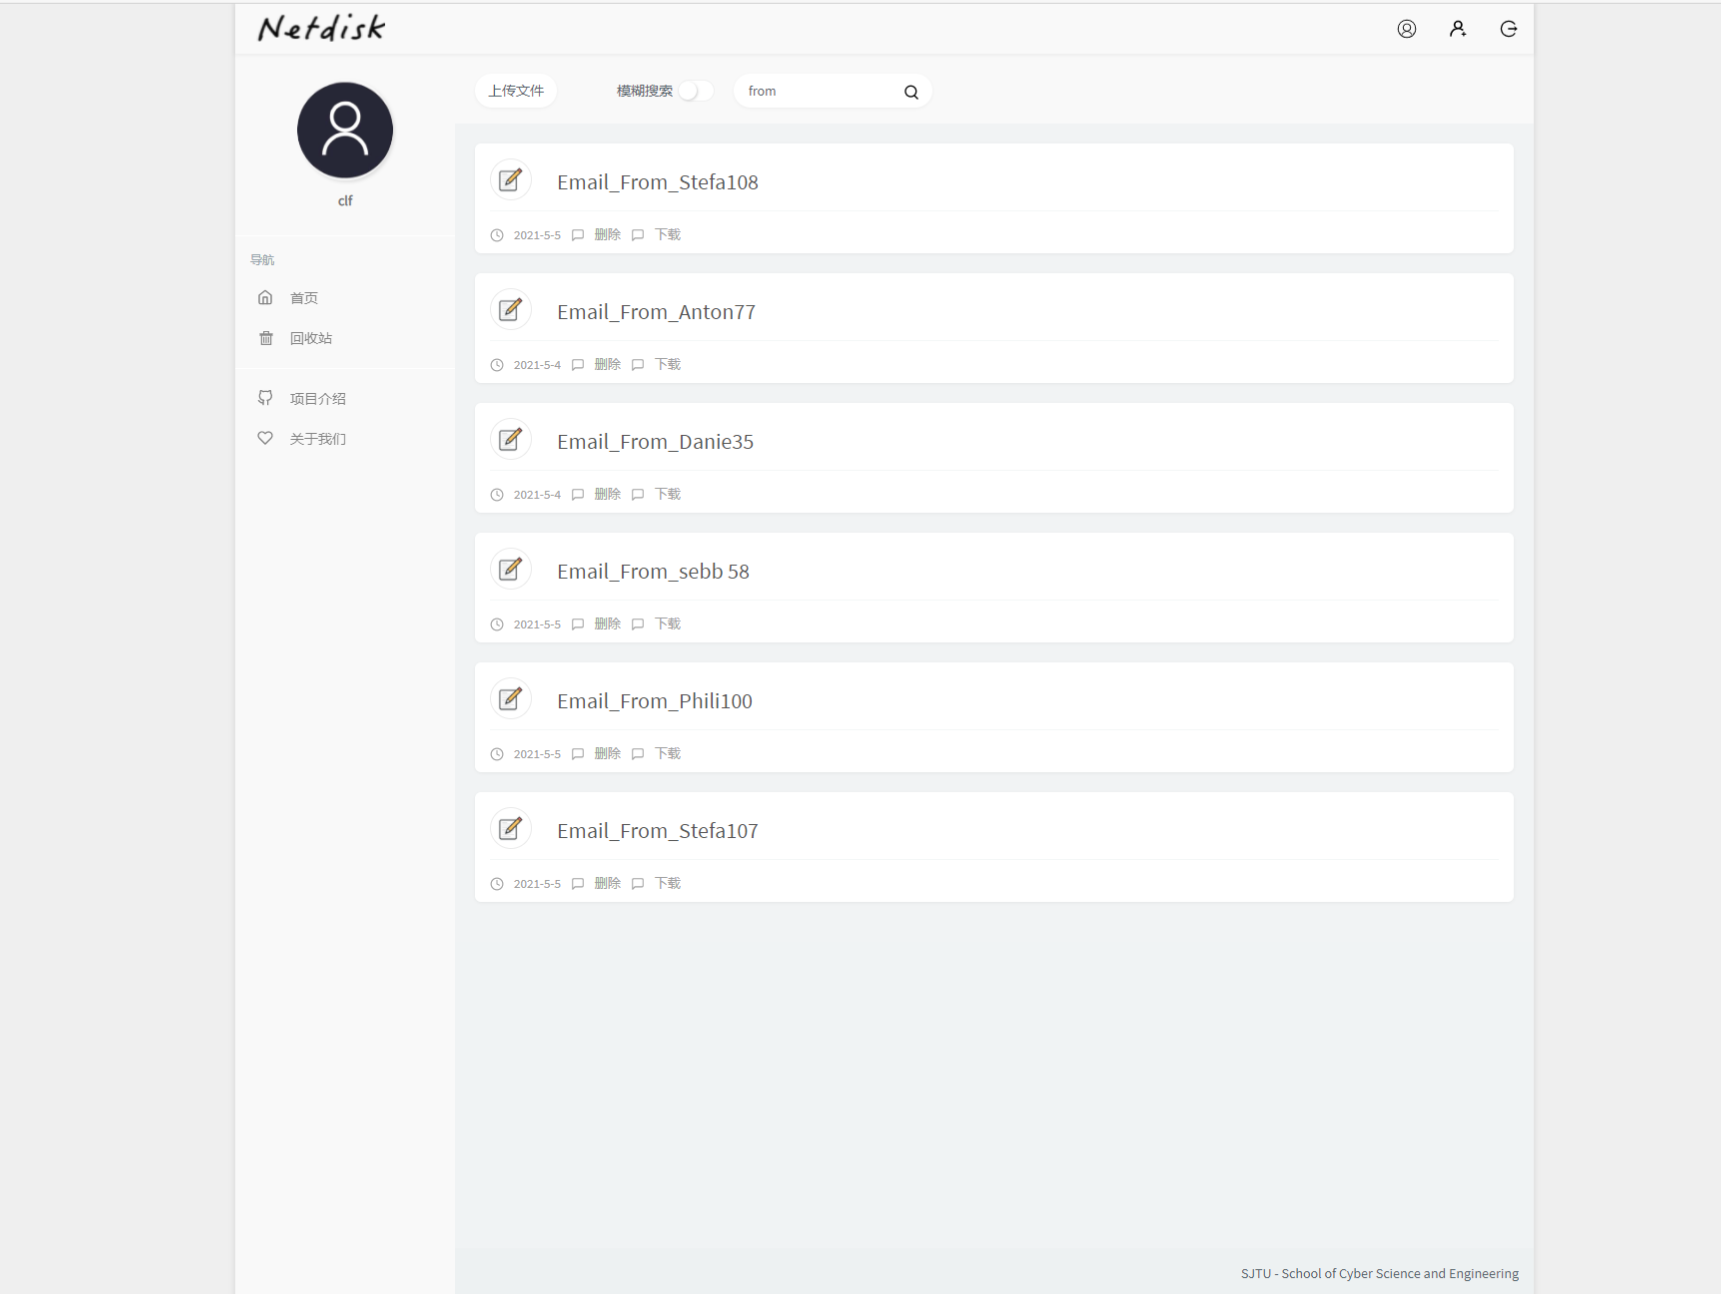 Netdisk
clf
导航
首页
回收站
项目介绍
关于我们
上传文件 模糊搜索 from
Email_From_Stefa108
2021-5-5 删除 下载
Email_From_Anton77
2021-5-4 删除 下载
Email_From_Danie35
2021-5-4 删除 下载
Email_From_sebb 58
2021-5-5 删除 下载
Email_From_Phili100
2021-5-5 删除 下载
Email_From_Stefa107
2021-5-5 删除 下载
SJTU - School of Cyber Science and Engineering